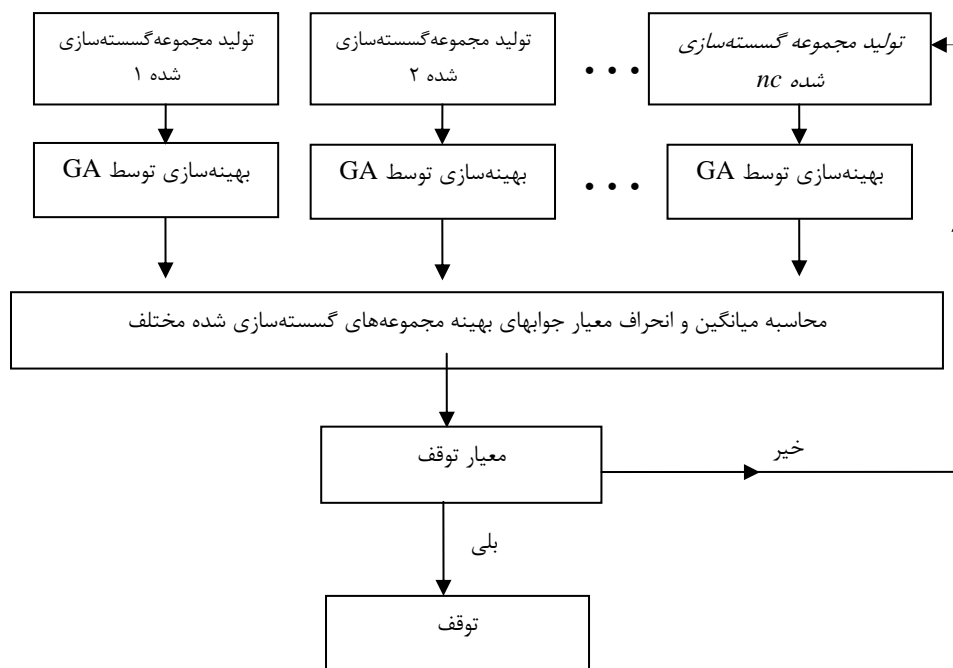 تولید مجموعه گسسته‌سازی
شده ۱
تولید مجموعه گسسته‌سازی
شده ۲
تولید مجموعه گسسته‌سازی
شده nc
بهینه‌سازی توسط GA
بهینه‌سازی توسط GA
بهینه‌سازی توسط GA
محاسبه میانگین و انحراف معیار جوابهای بهینه مجموعه‌های گسسته‌سازی شده مختلف
معیار توقف
خیر
بلی
توقف